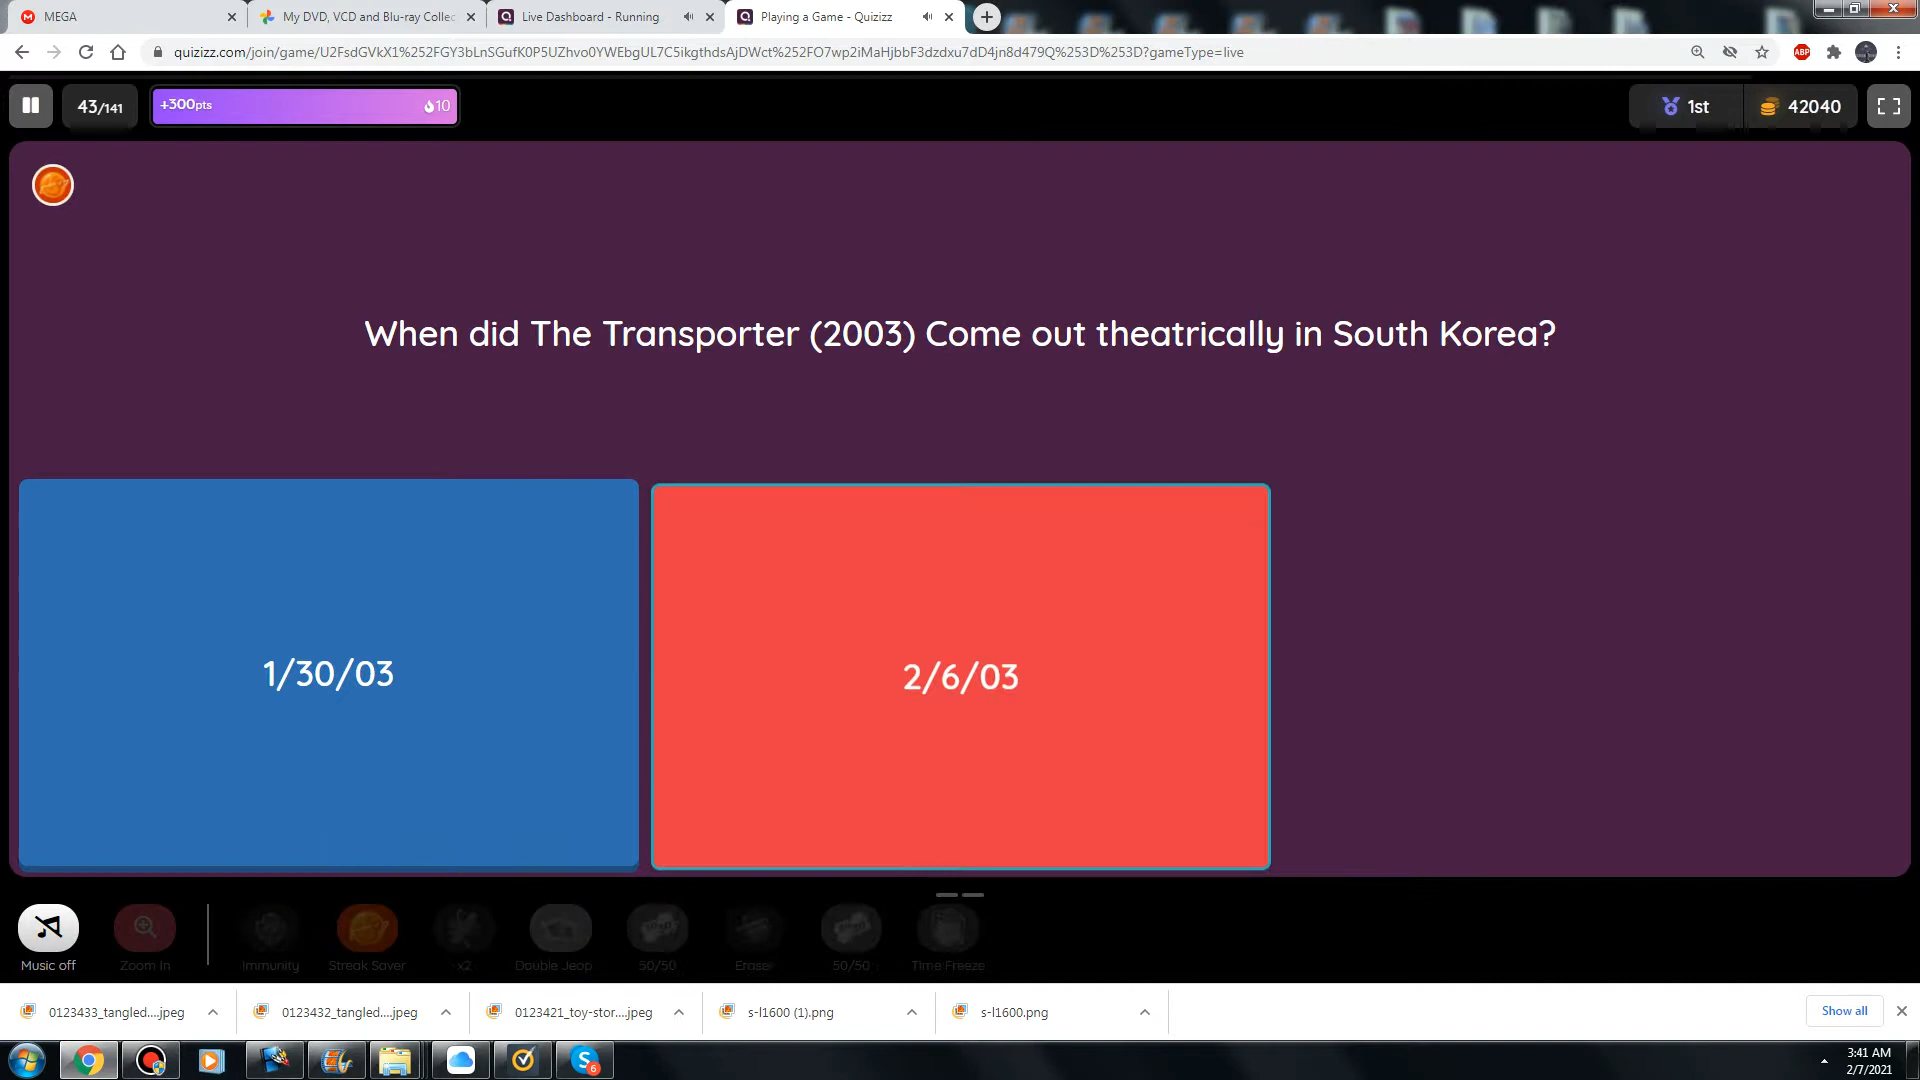 MEGA
My DVD, VCD and Blu-ray Collec
Live Dashboard - Running
Playing a Game - Quizizz
quizizz.com/join/game/U2FsdGVkX1%252FGY3bLnSGufK0P5UZhvo0YWEbgUL7C5ikgthdsAjDWct%252FO7wp2iMaHjbbF3dzdxu7dD4jn8d479Q%253D%253D?gameType=live
ABP
43/141
+300pts
10
1st
42040
When did The Transporter (2003) Come out theatrically in South Korea?
1/30/03
2/6/03
Music off
Zoom In
Immunity
Streak Saver
x2
Double Jeop
50/50
Eraser
50/50
Time Freeze
0123433_tangled....jpeg
0123432_tangled....jpeg
0123421_toy-stor....jpeg
s-l1600 (1).png
s-l1600.png
Show all
6
3:41 AM
2/7/2021